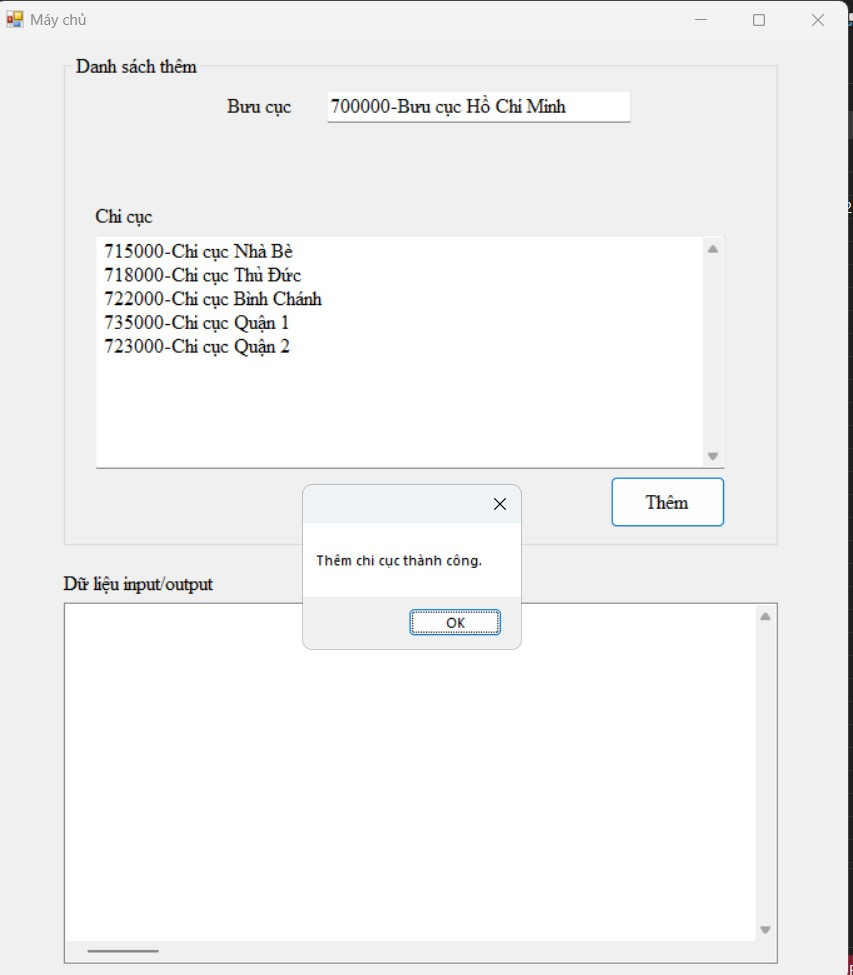 Máy chủ
Danh sách thêm
Bưu cục
700000-Bưu cục Hồ Chí Minh
Chi cục
715000-Chi cục Nhà Bè
718000-Chi cục Thủ Đức
722000-Chi cục Bình Chánh
735000-Chi cục Quận 1
723000-Chi cục Quận 2
Thêm
Thêm chi cục thành công.
OK
Dữ liệu input/output